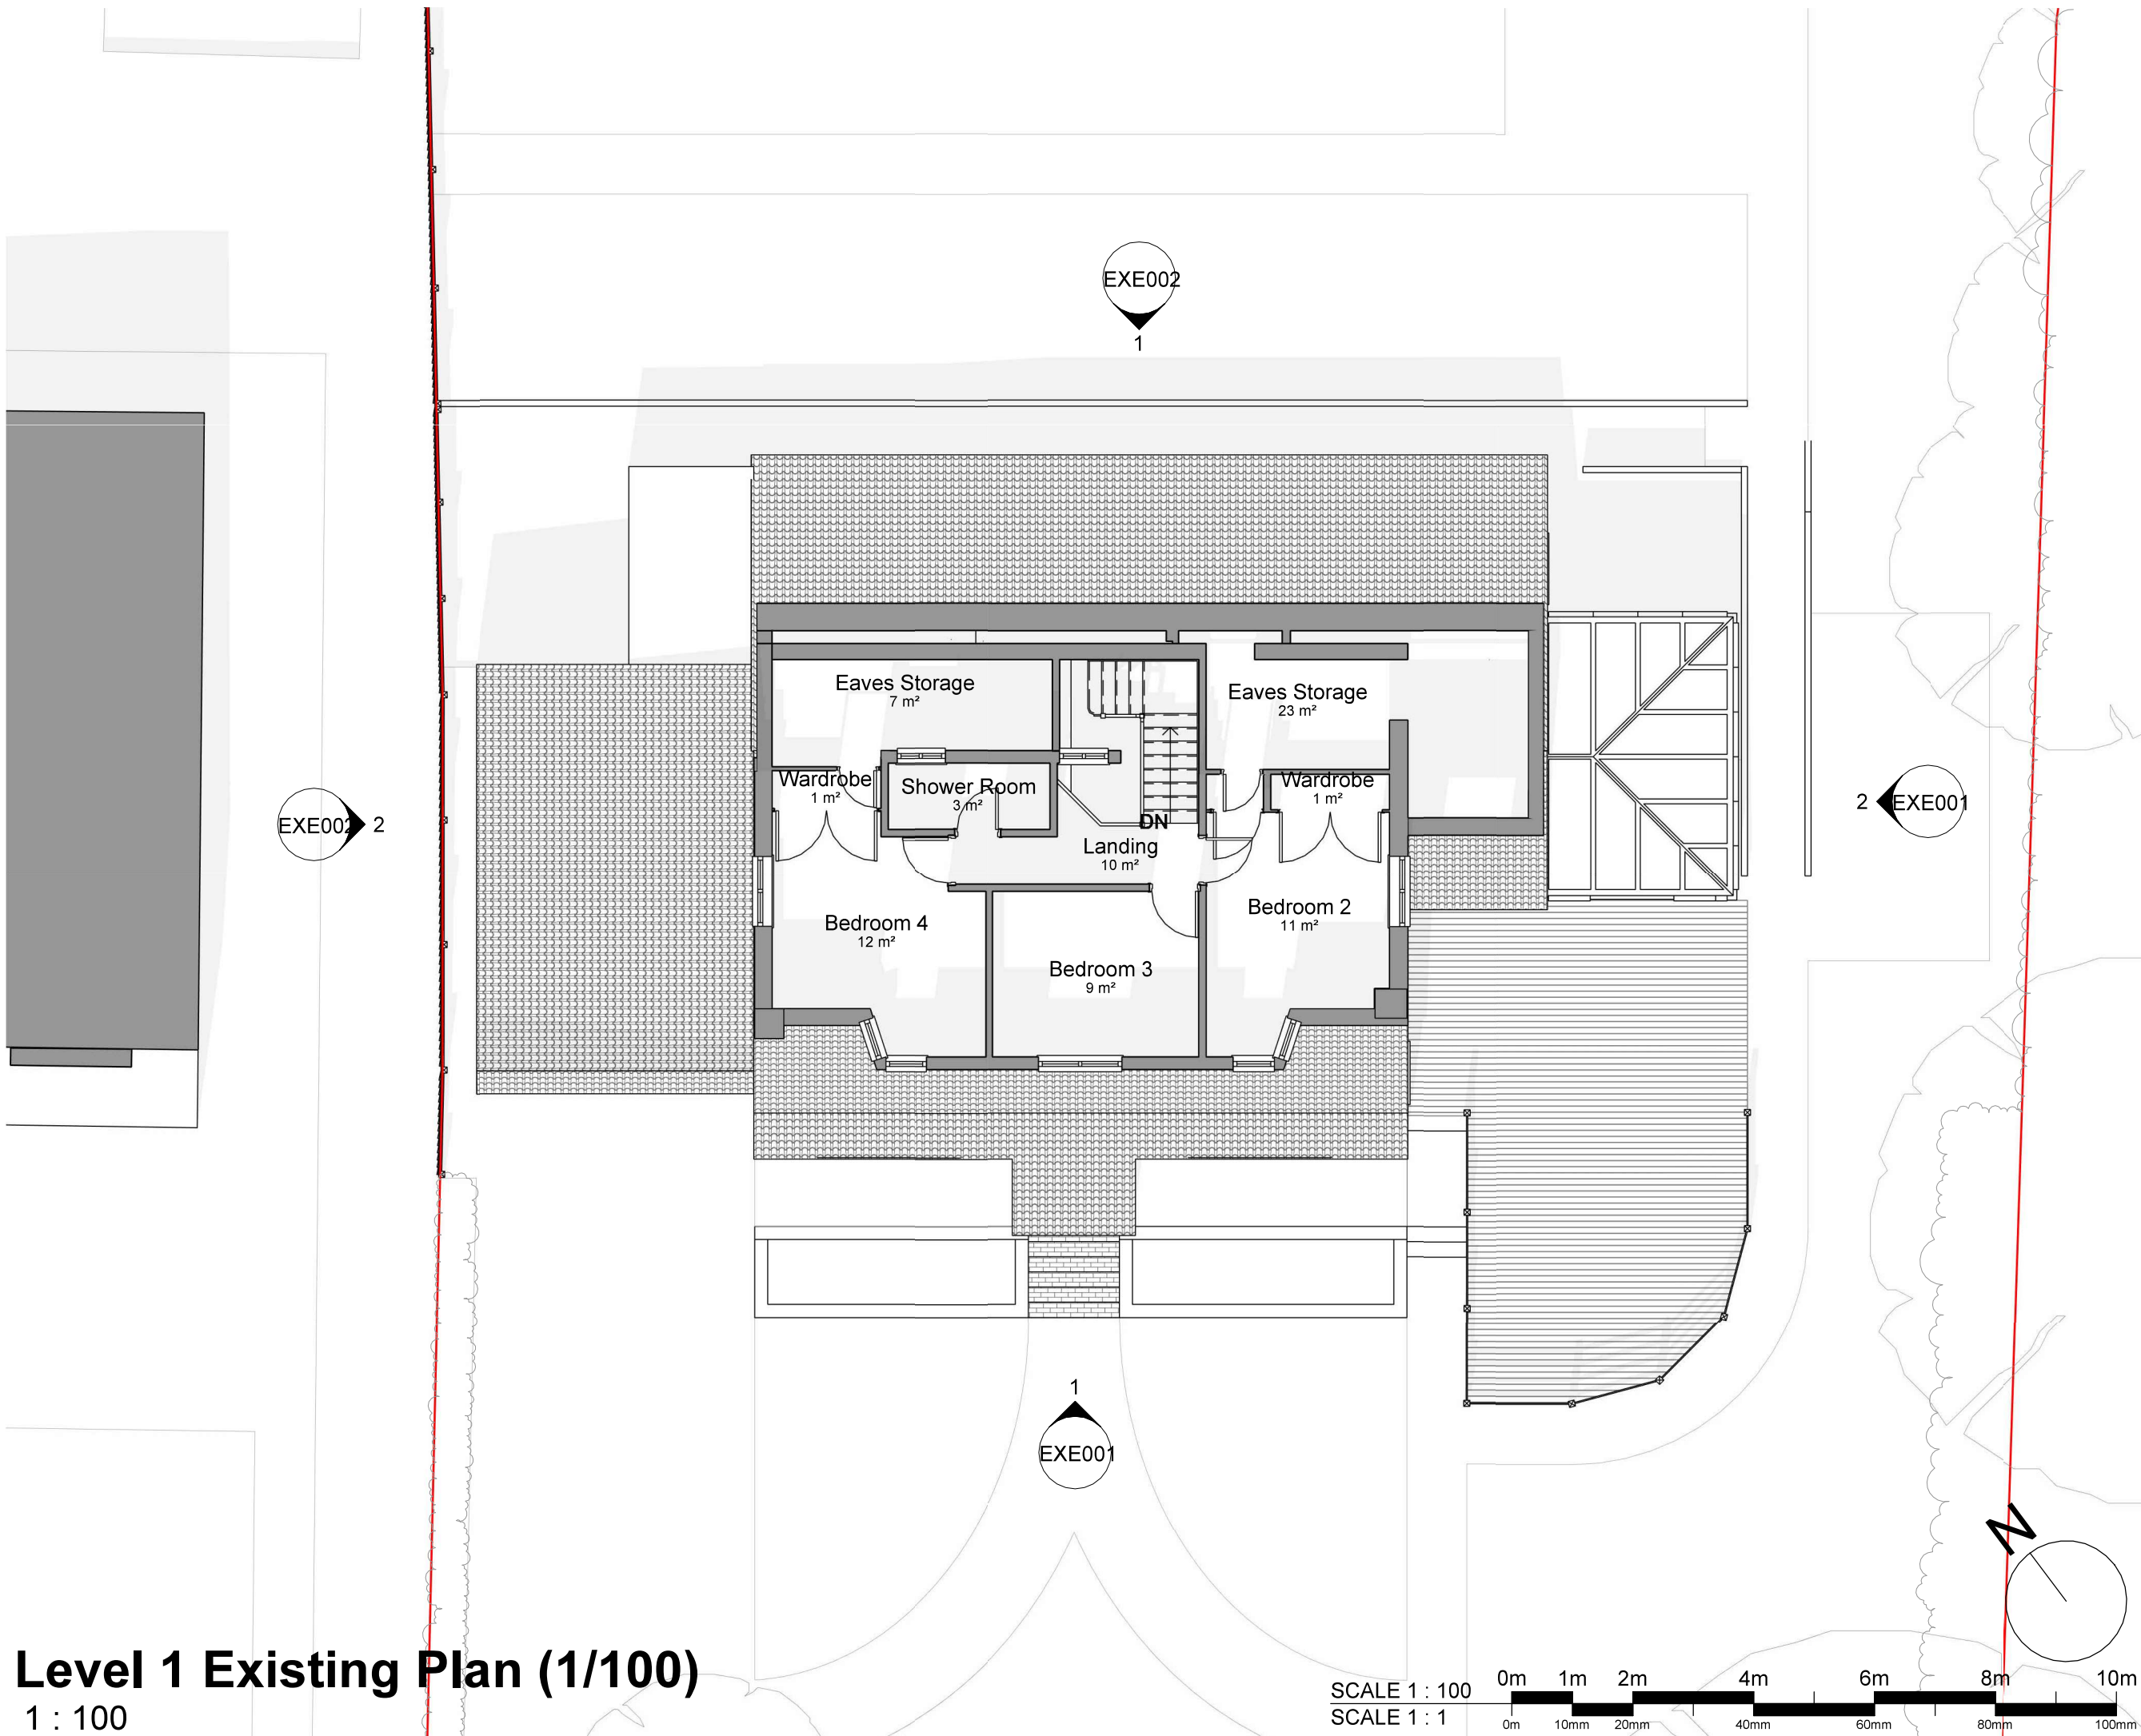 EXE002
1
Eaves Storage
7 m²
Eaves Storage
23 m²
Wardrobe
1 m²
Shower Room
3 m²
Wardrobe
1 m²
EXE002 2
2 EXE001
DN
Landing
10 m²
Bedroom 4
12 m²
Bedroom 2
11 m²
Bedroom 3
9 m²
1
EXE001
N
Level 1 Existing Plan (1/100)
1 : 100
0m 1m 2m 4m 6m 8m 10m
SCALE 1 : 100
SCALE 1 : 1
0m 10mm 20mm 40mm 60mm 80mm 100mm